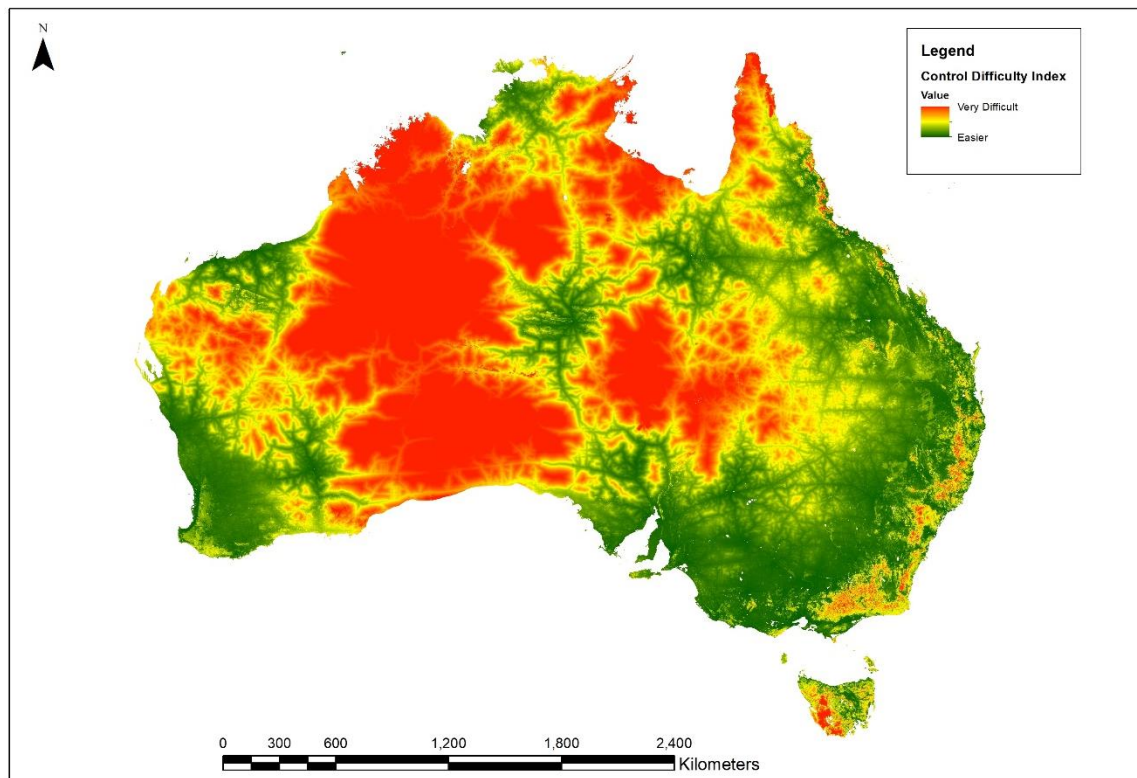 N
Legend
Control Difficulty Index
Value
Very Difficult
Easier
0 300 600 1,200 1,800 2,400
Kilometers